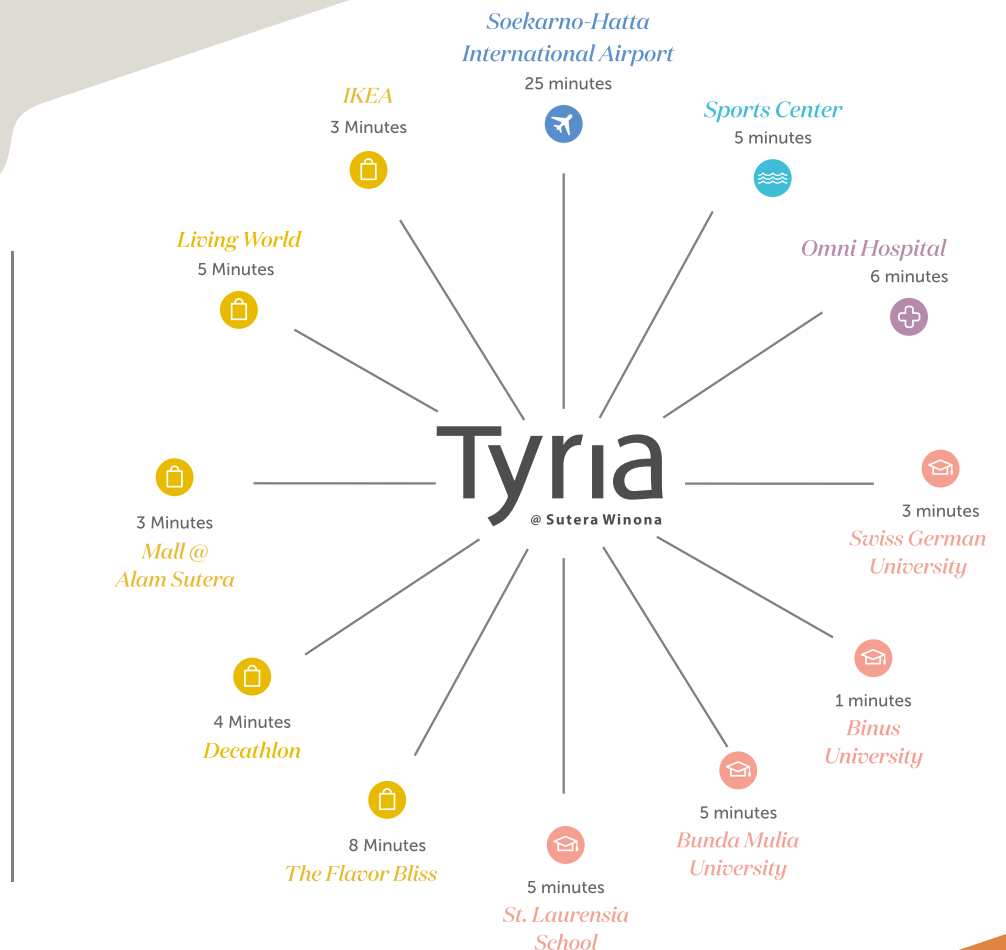 Soekarno-Hatta
International Airport
25 minutes
IKEA
3 Minutes
Sports Center
5 minutes
Living World
5 Minutes
Omni Hospital
6 minutes
Tyria
@ Sutera Winona
3 Minutes
Mall @
Alam Sutera
3 minutes
Swiss German
University
4 Minutes
Decathlon
1 minutes
Binus
University
8 Minutes
The Flavor Bliss
5 minutes
Bunda Mulia
University
5 minutes
St. Laurensia
School